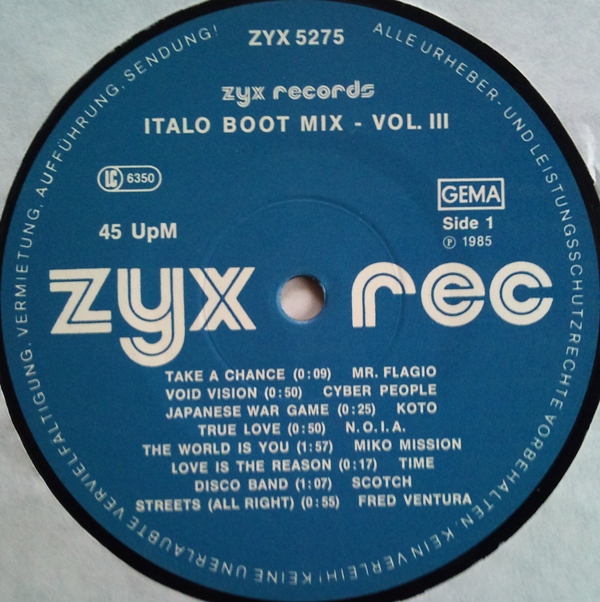 ZYX 5275
zyx records
ITALO BOOT MIX - VOL. III
LC 6350
GEMA
45 UpM
Side 1
℗ 1985
zyx rec
TAKE A CHANCE (0:09) MR. FLAGIO
VOID VISION (0:50) CYBER PEOPLE
JAPANESE WAR GAME (0:25) KOTO
TRUE LOVE (0:50) N.O.I.A.
THE WORLD IS YOU (1:57) MIKO MISSION
LOVE IS THE REASON (0:17) TIME
DISCO BAND (1:07) SCOTCH
STREETS (ALL RIGHT) (0:55) FRED VENTURA
ALLE URHEBER- UND LEISTUNGSSCHUTZRECHTE VORBEHALTEN. KEIN VERLEIH! KEINE UNERLAUBTE VERVIELFÄLTIGUNG, VERMIETUNG, AUFFÜHRUNG, SENDUNG!